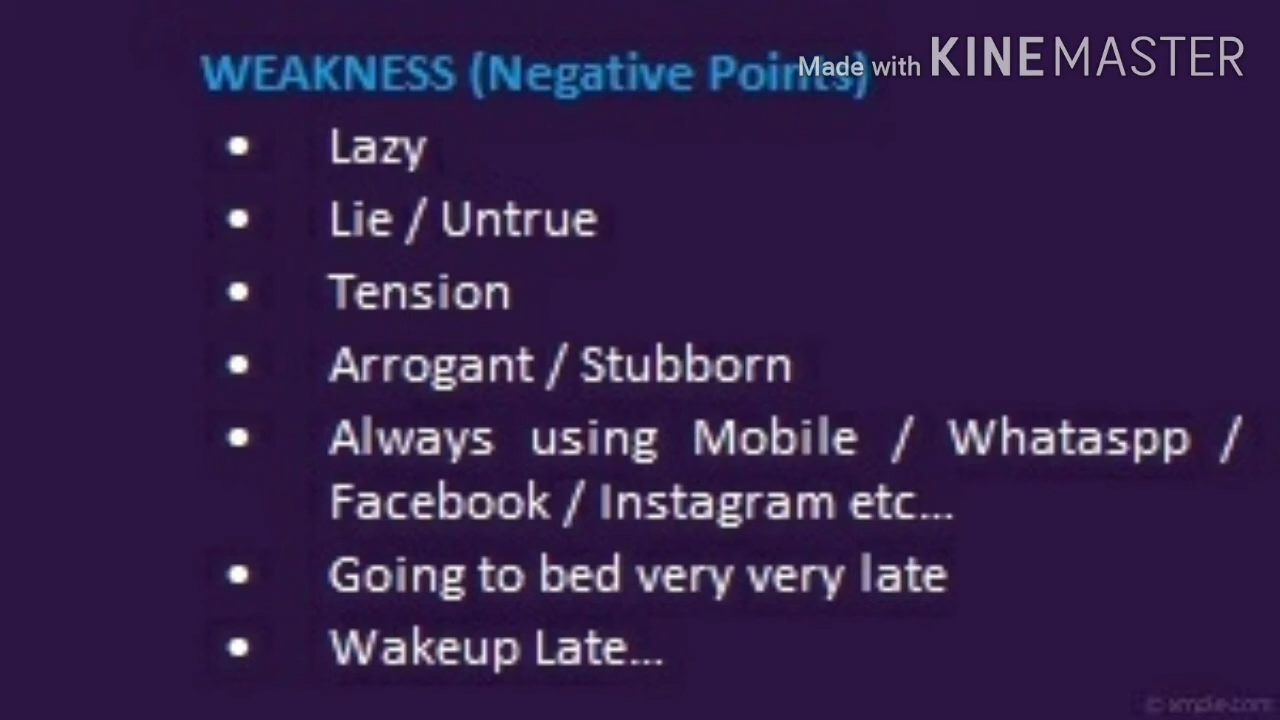 WEAKNESS (Negative Points)
Made with KINEMASTER
• Lazy
• Lie / Untrue
• Tension
• Arrogant / Stubborn
• Always using Mobile / Whataspp /
Facebook / Instagram etc...
• Going to bed very very late
• Wakeup Late...